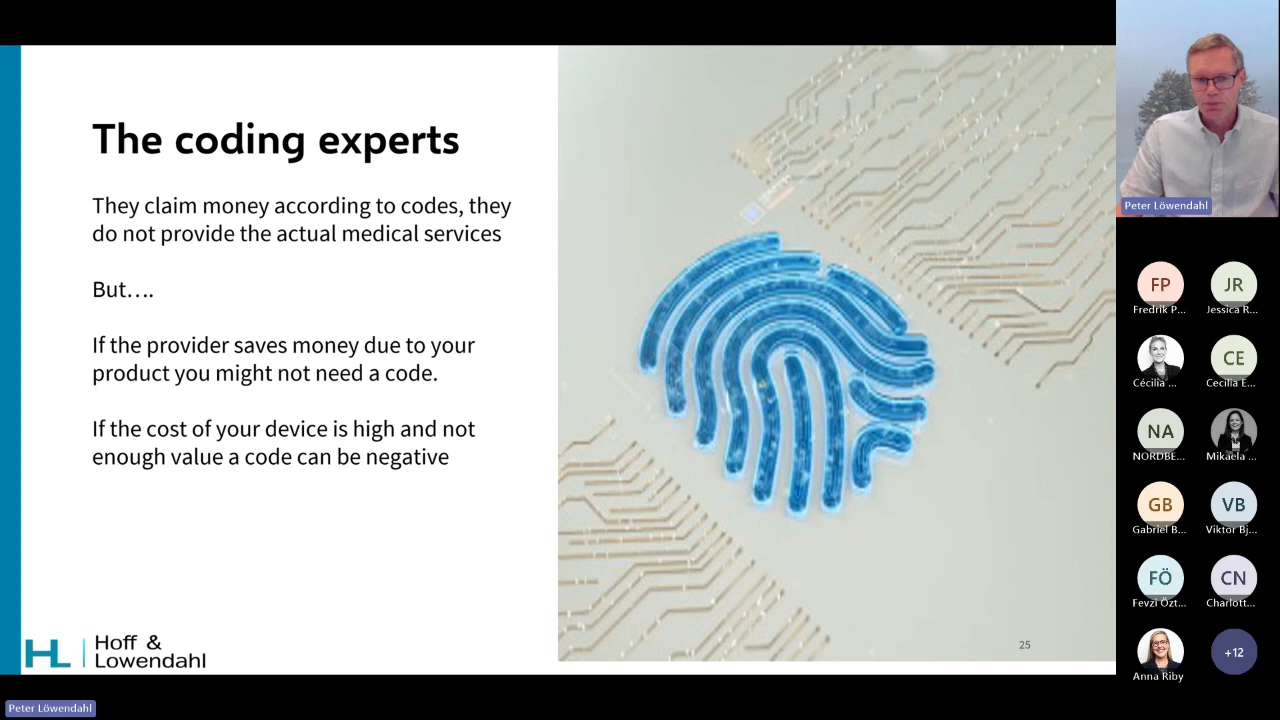 The coding experts
They claim money according to codes, they
do not provide the actual medical services
But....
If the provider saves money due to your
product you might not need a code.
If the cost of your device is high and not
enough value a code can be negative
HL
Hoff &
Lowendahl
25
Peter Löwendahl
Peter Löwendahl
FP
JR
Fredrik P...
Jessica R...
CE
Cécilia ...
Cecilia E...
NA
NORDBE...
Mikaela ...
GB
VB
Gabriel B...
Viktor Bj...
FÖ
CN
Fevzi Özt...
Charlott...
+12
Anna Riby